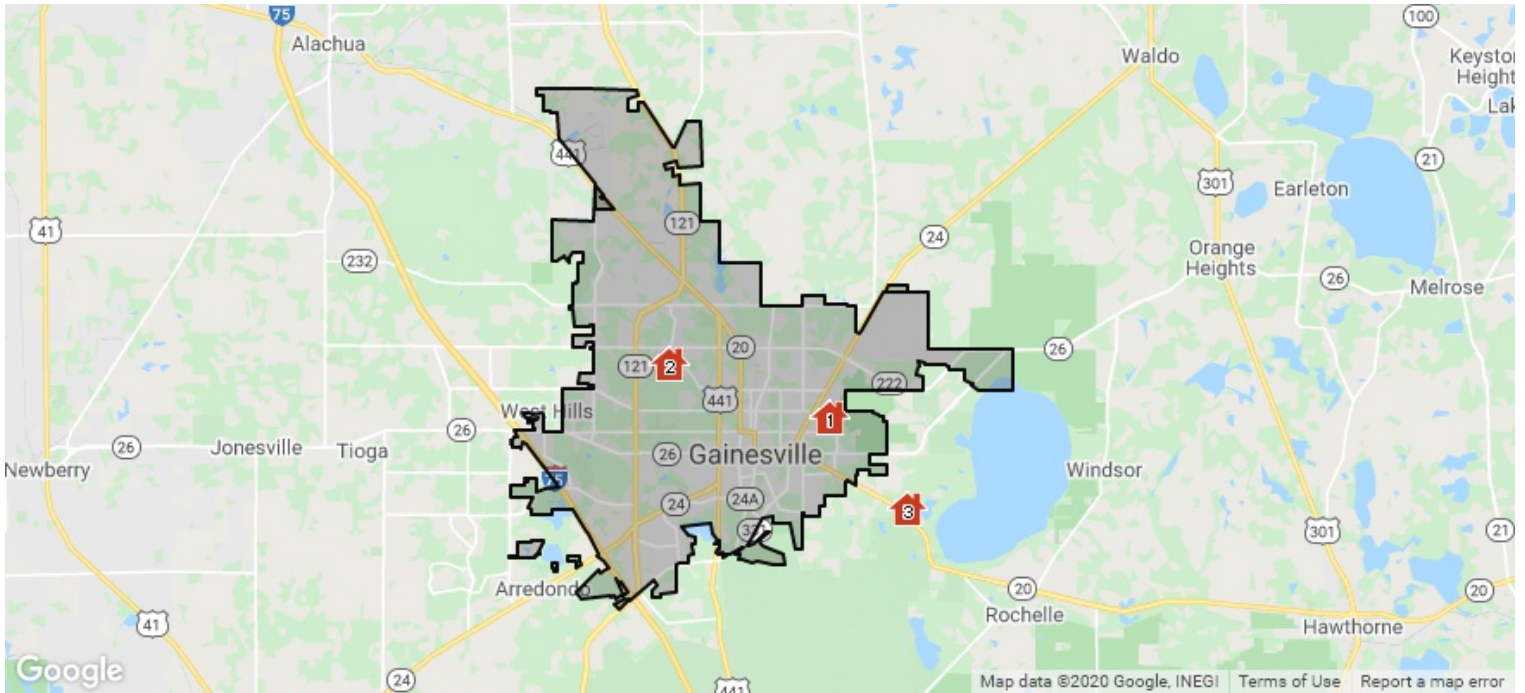 75
Alachua
100
Waldo
Keyston
Height
Lak
441
21
301
Earleton
41
121
24
232
Orange
Heights
26
Melrose
20
26
121
2
222
441
West Hills
1
26
26
Jonesville
Tioga
26
Gainesville
Newberry
75
Windsor
24
24A
3
331
301
21
Arredondo
20
20
Rochelle
41
Hawthorne
Google
24
441
Map data ©2020 Google, INEGI
Terms of Use
Report a map error